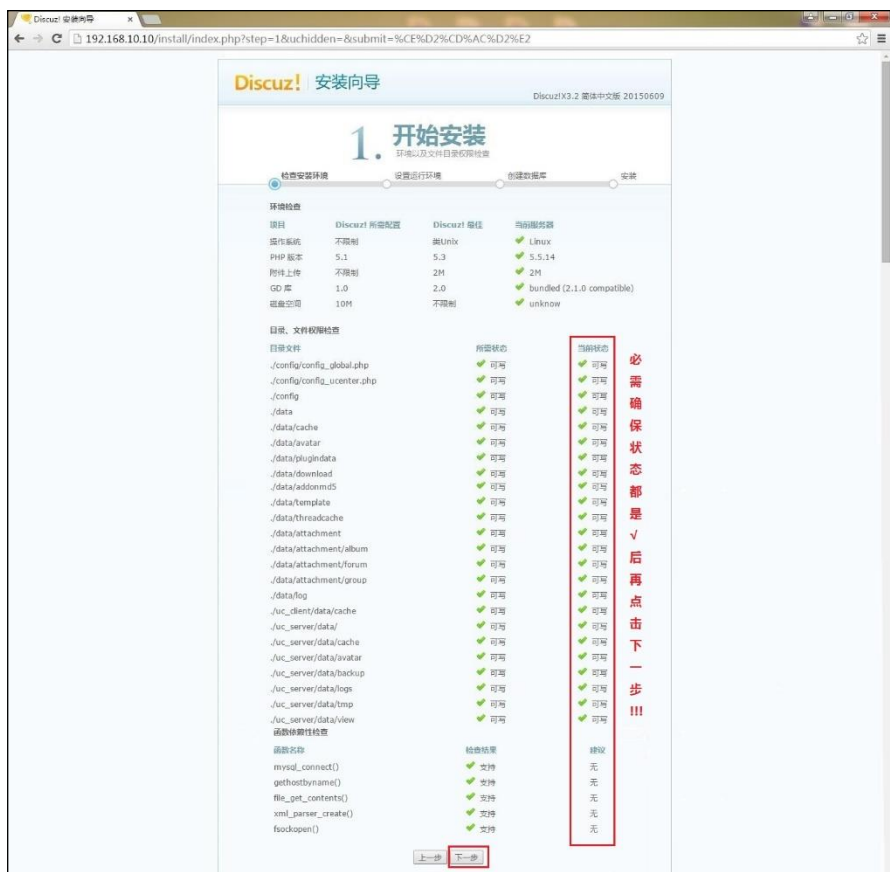 Discuz! 安装向导
192.168.10.10/install/index.php?step=1&uchidden=&submit=%CE%D2%CD%AC%D2%E2
Discuz! 安装向导
Discuz!X3.2 简体中文版 20150609
1. 开始安装
环境以及文件目录权限检查
检查安装环境 设置运行环境 创建数据库 安装
环境检查
项目 Discuz! 所需配置 Discuz! 最佳 当前服务器
操作系统 不限制 类Unix Linux
PHP 版本 5.1 5.3 5.5.14
附件上传 不限制 2M 2M
GD 库 1.0 2.0 bundled (2.1.0 compatible)
磁盘空间 10M 不限制 unknow
目录、文件权限检查
目录文件 所需状态 当前状态
./config/config_global.php 可写 可写
./config/config_ucenter.php 可写 可写
./config 可写 可写
./data 可写 可写
./data/cache 可写 可写
./data/avatar 可写 可写
./data/plugindata 可写 可写
./data/download 可写 可写
./data/addonmd5 可写 可写
./data/template 可写 可写
./data/threadcache 可写 可写
./data/attachment 可写 可写
./data/attachment/album 可写 可写
./data/attachment/forum 可写 可写
./data/attachment/group 可写 可写
./data/log 可写 可写
./uc_client/data/cache 可写 可写
./uc_server/data/ 可写 可写
./uc_server/data/cache 可写 可写
./uc_server/data/avatar 可写 可写
./uc_server/data/backup 可写 可写
./uc_server/data/logs 可写 可写
./uc_server/data/tmp 可写 可写
./uc_server/data/view 可写 可写
必需确保状态都是√后再点击下一步!!!
函数依赖性检查
函数名称 检查结果 建议
mysql_connect() 支持 无
gethostbyname() 支持 无
file_get_contents() 支持 无
xml_parser_create() 支持 无
fsockopen() 支持 无
上一步 下一步